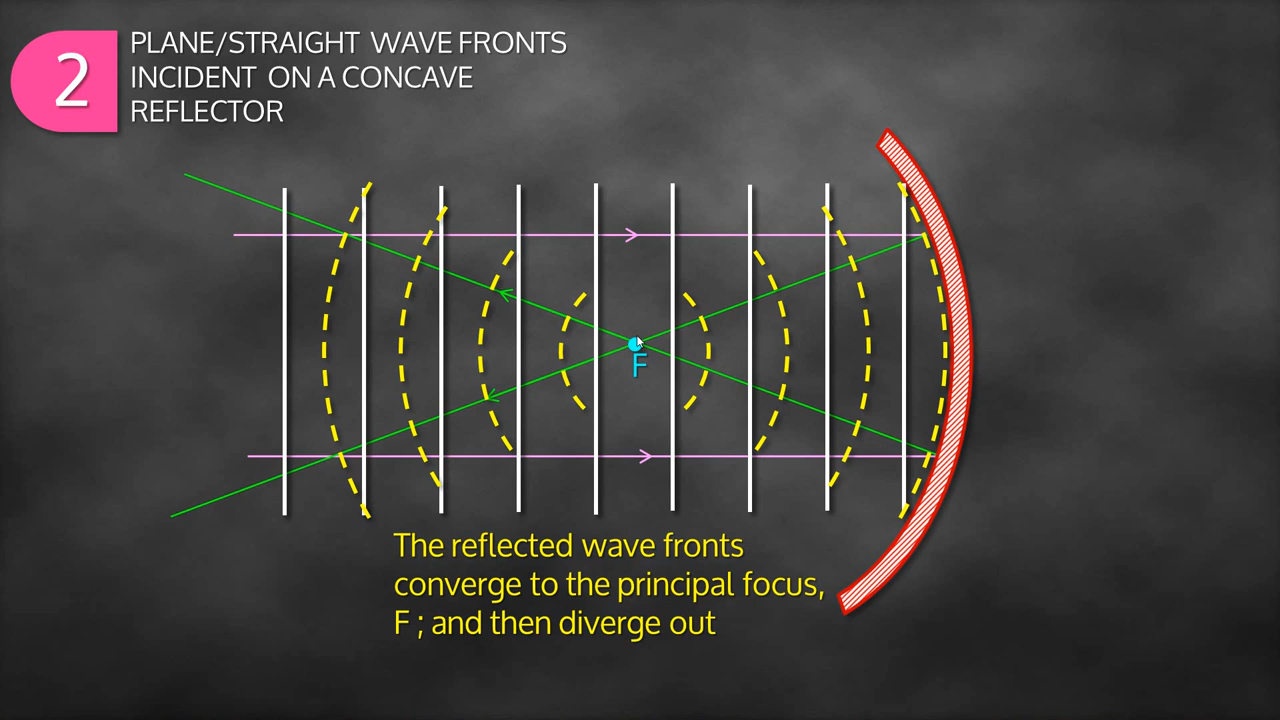 2
PLANE/STRAIGHT WAVE FRONTS
INCIDENT ON A CONCAVE
REFLECTOR
F
The reflected wave fronts
converge to the principal focus,
F ; and then diverge out